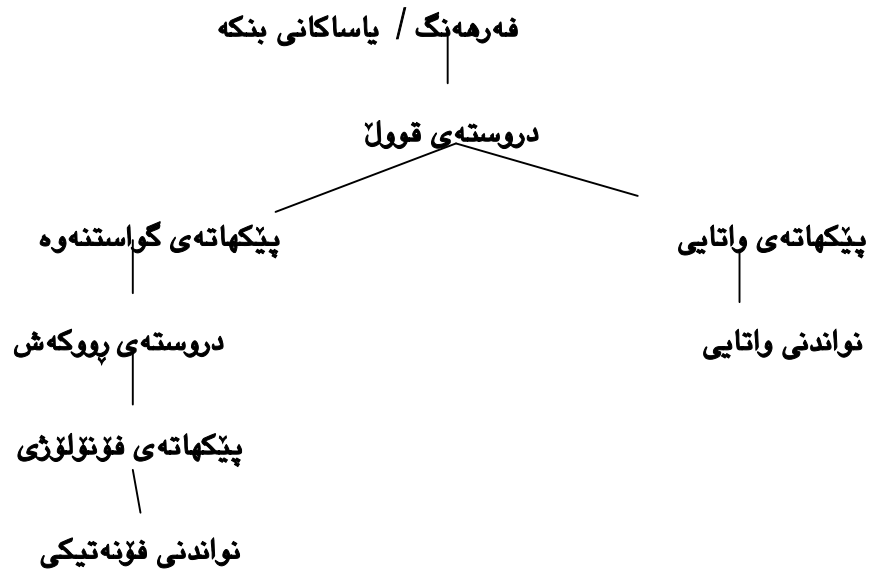 فەرهەنگ / یاساکانی بنکە
دروستەی قووڵ
پێکهاتەی واتایی
پێکهاتەی گواستنەوە
نواندنی واتایی
دروستەی ڕووکەش
پێکهاتەی فۆنۆلۆژی
نواندنی فۆنەتیکی